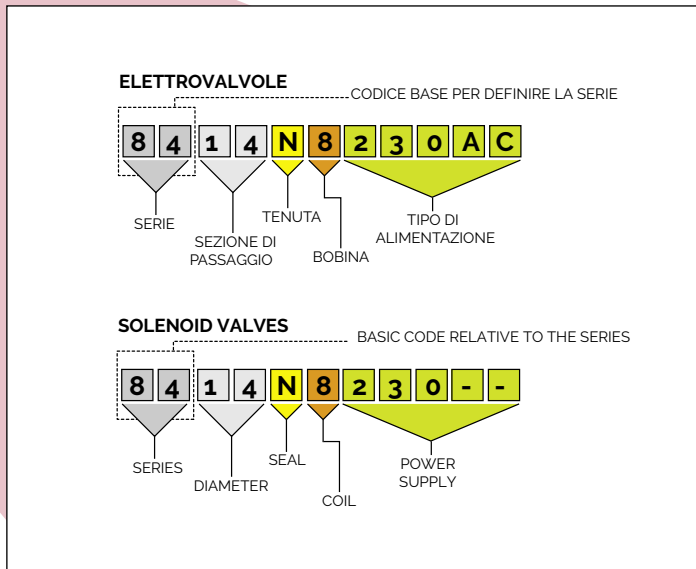 ELETTROVALVOLE
CODICE BASE PER DEFINIRE LA SERIE
8 4 1 4 N 8 2 3 0 A C
SERIE
SEZIONE DI
PASSAGGIO
TENUTA
BOBINA
TIPO DI
ALIMENTAZIONE
SOLENOID VALVES
BASIC CODE RELATIVE TO THE SERIES
8 4 1 4 N 8 2 3 0 - -
SERIES
DIAMETER
SEAL
COIL
POWER
SUPPLY